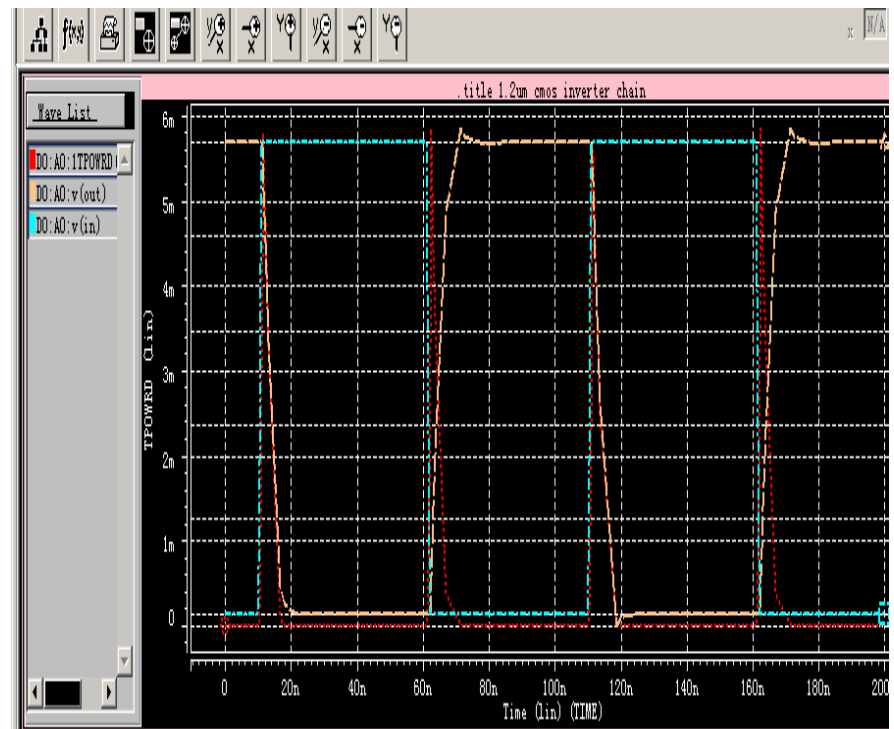 f(xy) y x x Y y x x Y
x N/A
.title 1.2um cmos inverter chain
Wave List
D0:A0:1TPOWRD
D0:A0:v(out)
D0:A0:v(in)
TPOWRD (lin)
6m
5m
4m
3m
2m
1m
0
0 20n 40n 60n 80n 100n 120n 140n 160n 180n 200
Time (lin) (TIME)